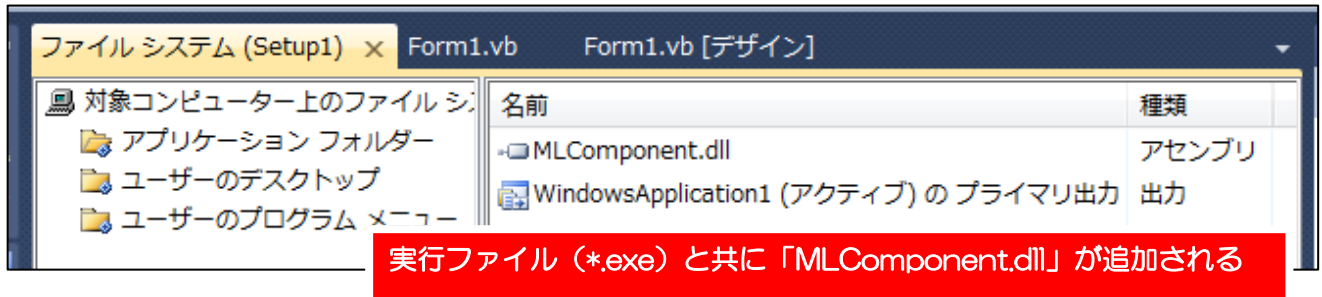 ファイル システム (Setup1) × Form1.vb Form1.vb [デザイン]
対象コンピューター上のファイル シス
アプリケーション フォルダー
ユーザーのデスクトップ
ユーザーのプログラム メニュー
名前 種類
MLComponent.dll アセンブリ
WindowsApplication1 (アクティブ) の プライマリ出力 出力
実行ファイル（*.exe）と共に「MLComponent.dll」が追加される